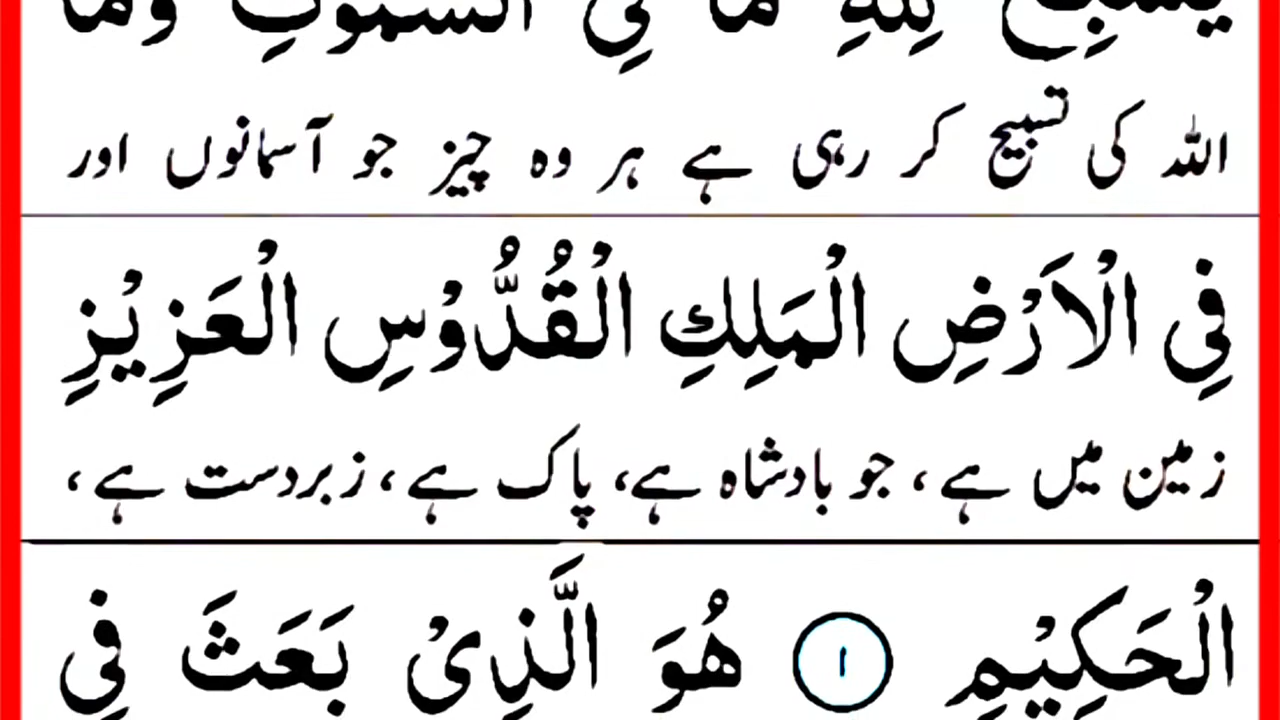 يُسَبِّحُ لِلّٰهِ مَا فِي السَّمٰوٰتِ وَمَا
اللہ کی تسبیح کر رہی ہے ہر وہ چیز جو آسمانوں اور
فِي الْاَرْضِ الْمَلِكِ الْقُدُّوْسِ الْعَزِيْزِ
زمین میں ہے ، جو بادشاہ ہے، پاک ہے ، زبردست ہے ،
الْحَكِيْمِ ١ هُوَ الَّذِيْ بَعَثَ فِي